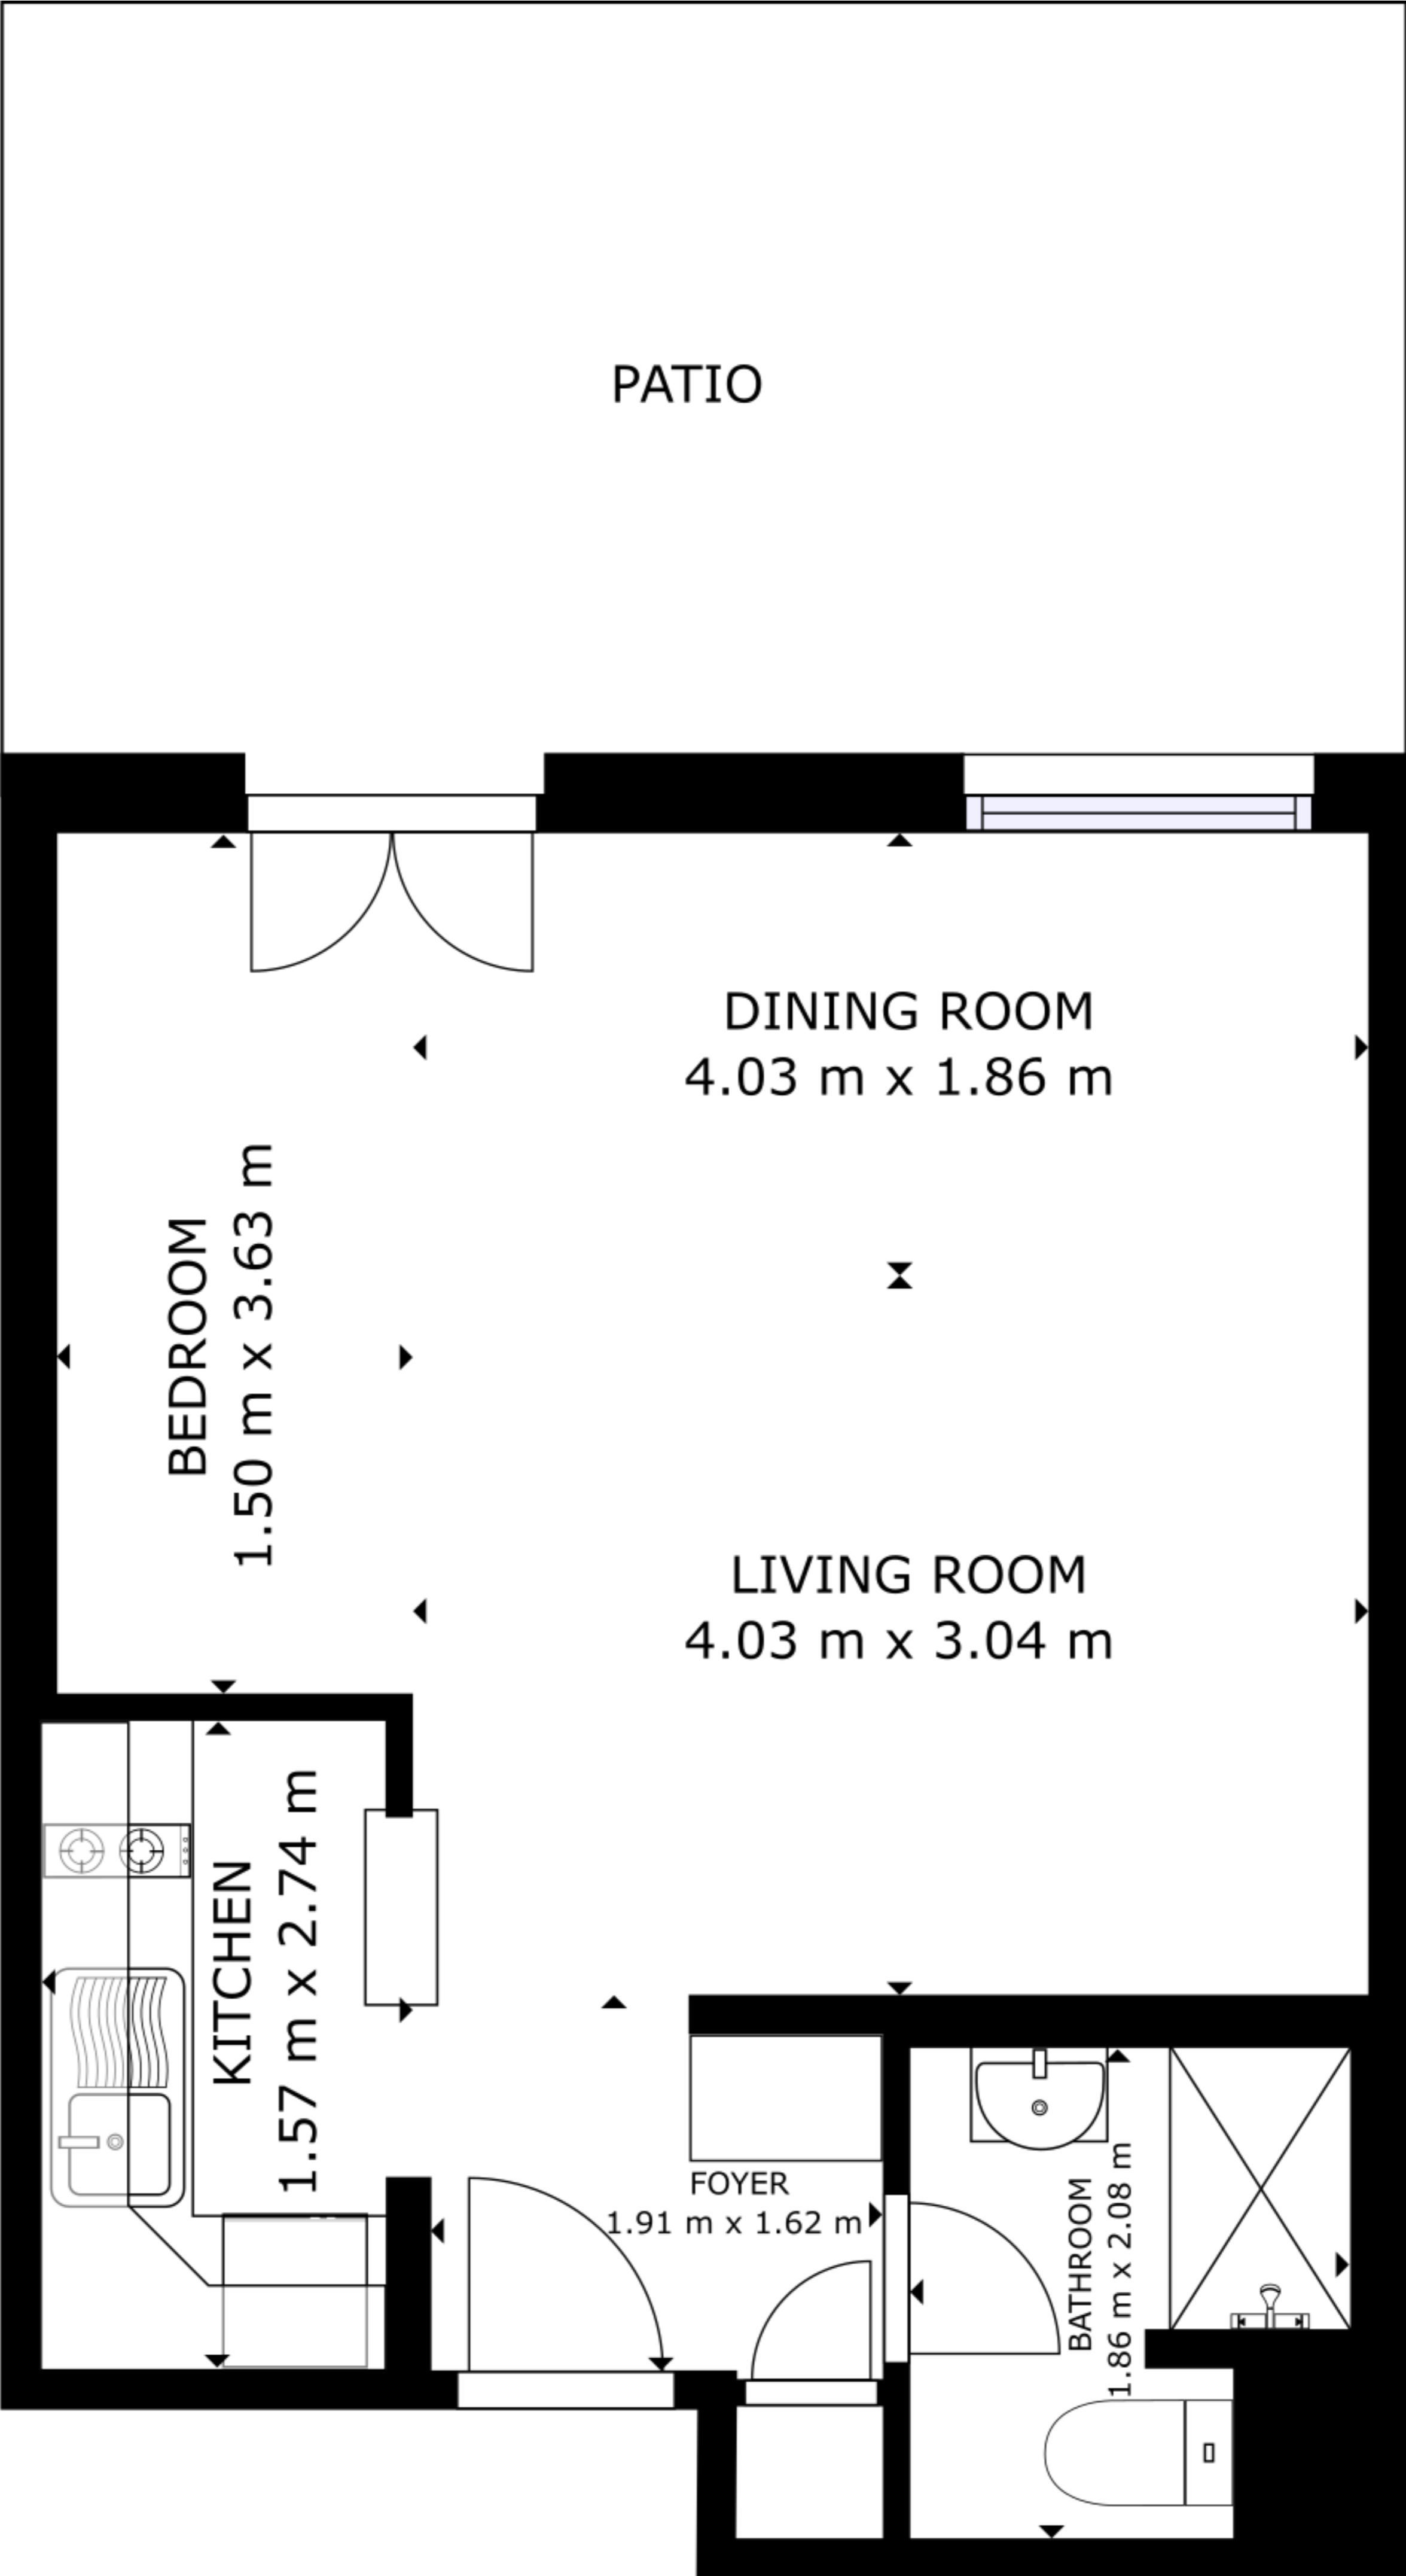 PATIO
DINING ROOM
4.03 m x 1.86 m
BEDROOM
1.50 m x 3.63 m
LIVING ROOM
4.03 m x 3.04 m
KITCHEN
1.57 m x 2.74 m
FOYER
1.91 m x 1.62 m
BATHROOM
1.86 m x 2.08 m